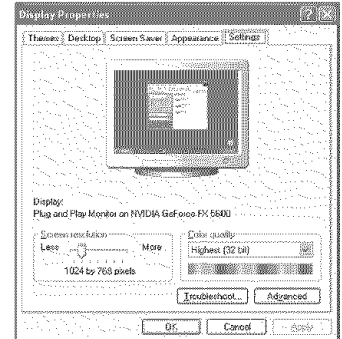 Display Properties
Themes Desktop Screen Saver Appearance Settings
Display:
Plug and Play Monitor on NVIDIA GeForce FX 5600
Screen resolution
Less More
1024 by 768 pixels
Color quality
Highest (32 bit)
Troubleshoot... Advanced
OK Cancel Apply